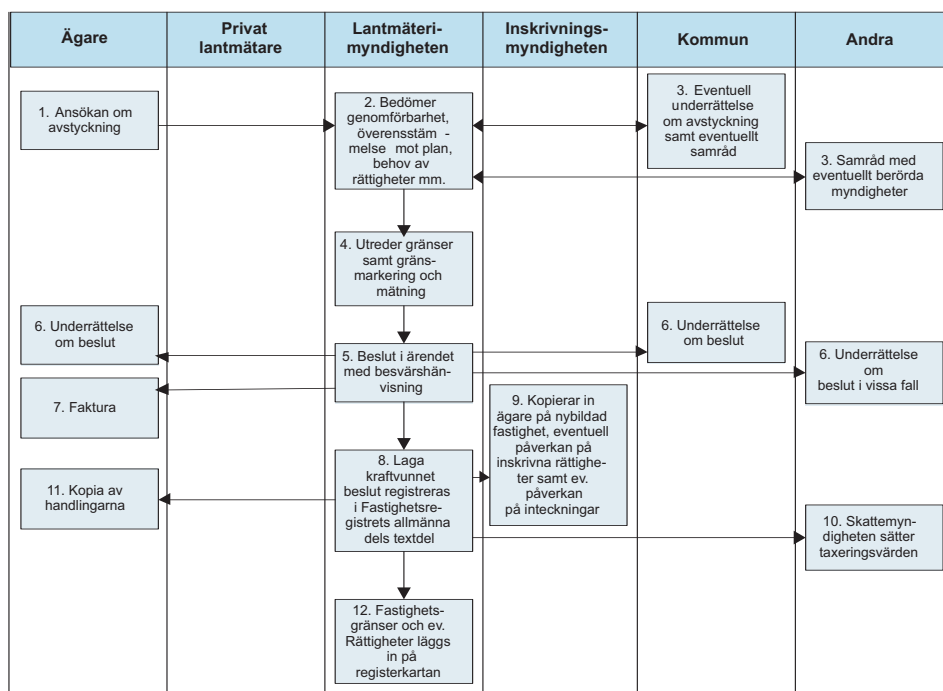 Ägare
Privat
lantmätare
Lantmäteri-
myndigheten
Inskrivnings-
myndigheten
Kommun
Andra
1. Ansökan om
avstyckning
2. Bedömer
genomförbarhet,
överensstäm -
melse mot plan,
behov av
rättigheter mm.
3. Eventuell
underrättelse
om avstyckning
samt eventuellt
samråd
3. Samråd med
eventuellt berörda
myndigheter
4. Utreder gränser
samt gräns-
markering och
mätning
6. Underrättelse
om beslut
5. Beslut i ärendet
med besvärshän-
visning
6. Underrättelse
om beslut
6. Underrättelse
om
beslut i vissa fall
7. Faktura
9. Kopierar in
ägare på nybildad
fastighet, eventuell
påverkan på
inskrivna rättighe-
ter samt ev.
påverkan
på inteckningar
8. Laga
kraftvunnet
beslut registreras
i Fastighetsre-
gistrets allmänna
dels textdel
11. Kopia av
handlingarna
10. Skattemyn-
digheten sätter
taxeringsvärden
12. Fastighets-
gränser och ev.
Rättigheter läggs
in på
registerkartan